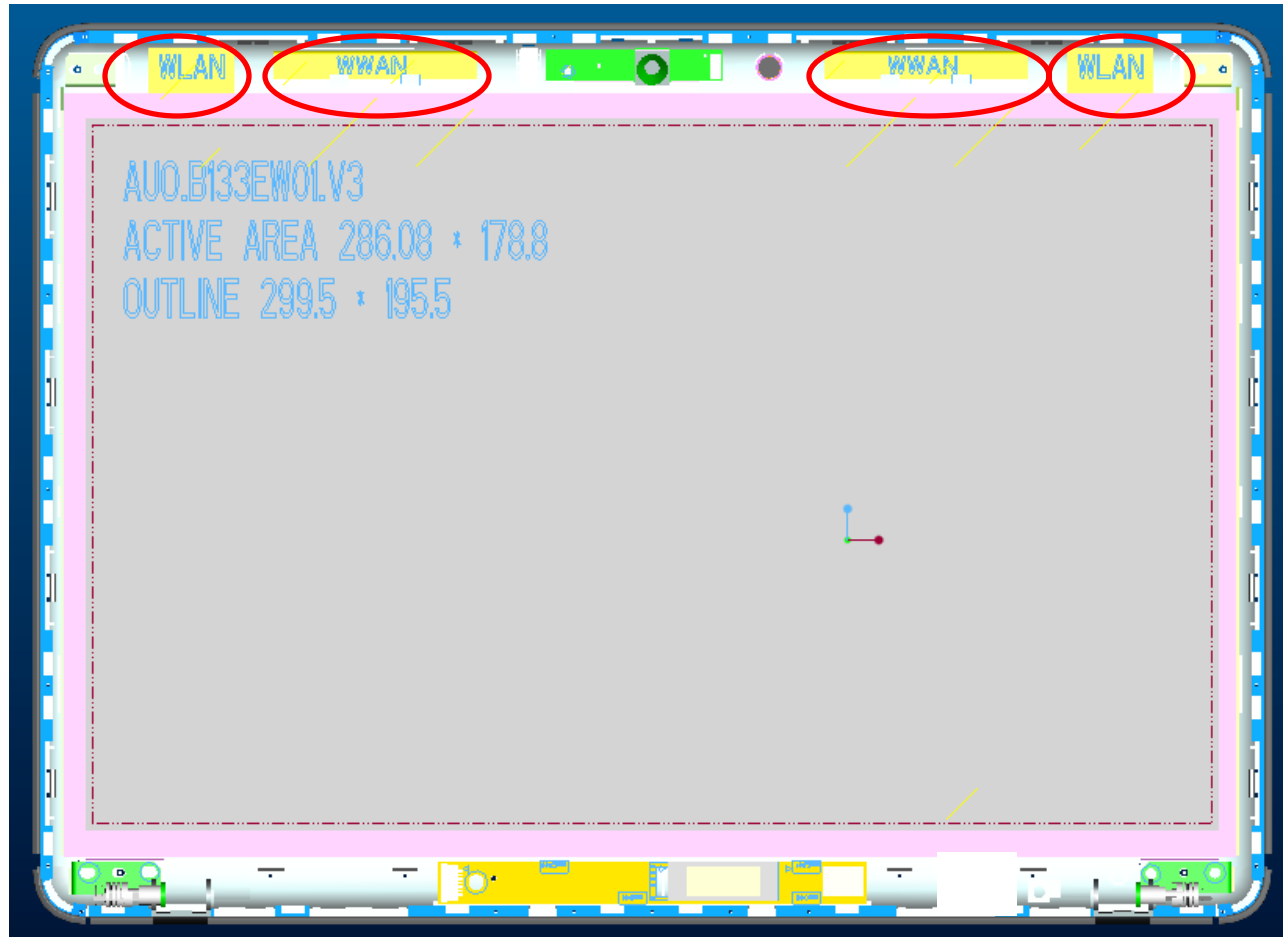 WLAN
WWAN
WWAN
WLAN
AUO.B133EW01.V3
ACTIVE AREA 286.08 * 178.8
OUTLINE 299.5 * 195.5